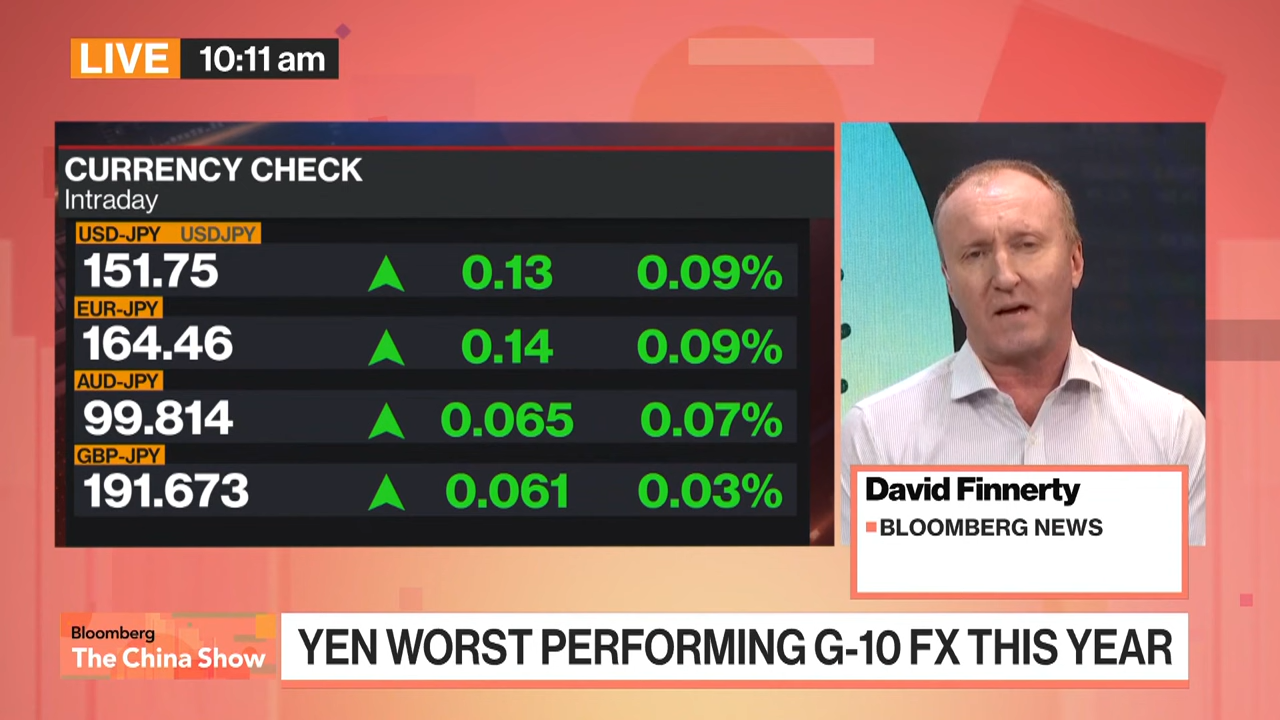 LIVE 10:11 am
CURRENCY CHECK
Intraday
USD-JPY USDJPY
151.75 0.13 0.09%
EUR-JPY
164.46 0.14 0.09%
AUD-JPY
99.814 0.065 0.07%
GBP-JPY
191.673 0.061 0.03%
David Finnerty
BLOOMBERG NEWS
Bloomberg
The China Show
YEN WORST PERFORMING G-10 FX THIS YEAR